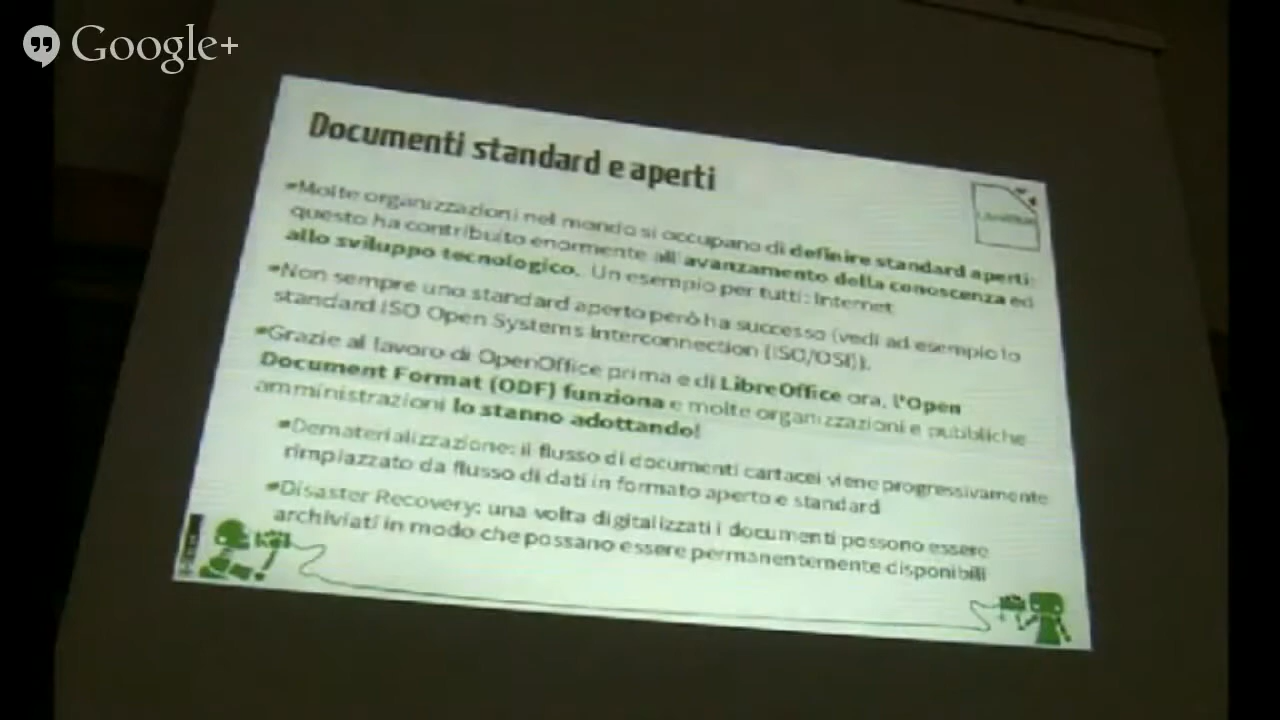 Google+
Documenti standard e aperti
LibreOffice
Molte organizzazioni nel mondo si occupano di definire standard aperti:
questo ha contribuito enormemente all'avanzamento della conoscenza ed
allo sviluppo tecnologico. Un esempio per tutti: Internet
Non sempre uno standard aperto però ha successo (vedi ad esempio lo
standard ISO Open Systems Interconnection (ISO/OSI)).
Grazie al lavoro di OpenOffice prima e di LibreOffice ora, l'Open
Document Format (ODF) funziona e molte organizzazioni e pubbliche
amministrazioni lo stanno adottando!
Dematerializzazione: il flusso di documenti cartacei viene progressivamente
rimpiazzato da flusso di dati in formato aperto e standard
Disaster Recovery: una volta digitalizzati i documenti possono essere
archiviati in modo che possano essere permanentemente disponibili